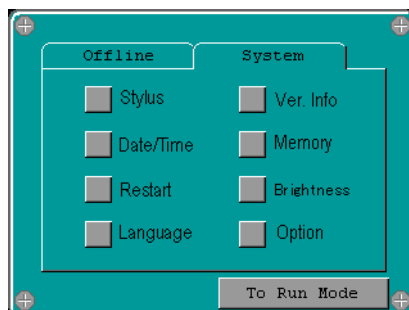 Offline System
Stylus Ver. Info
Date/Time Memory
Restart Brightness
Language Option
To Run Mode